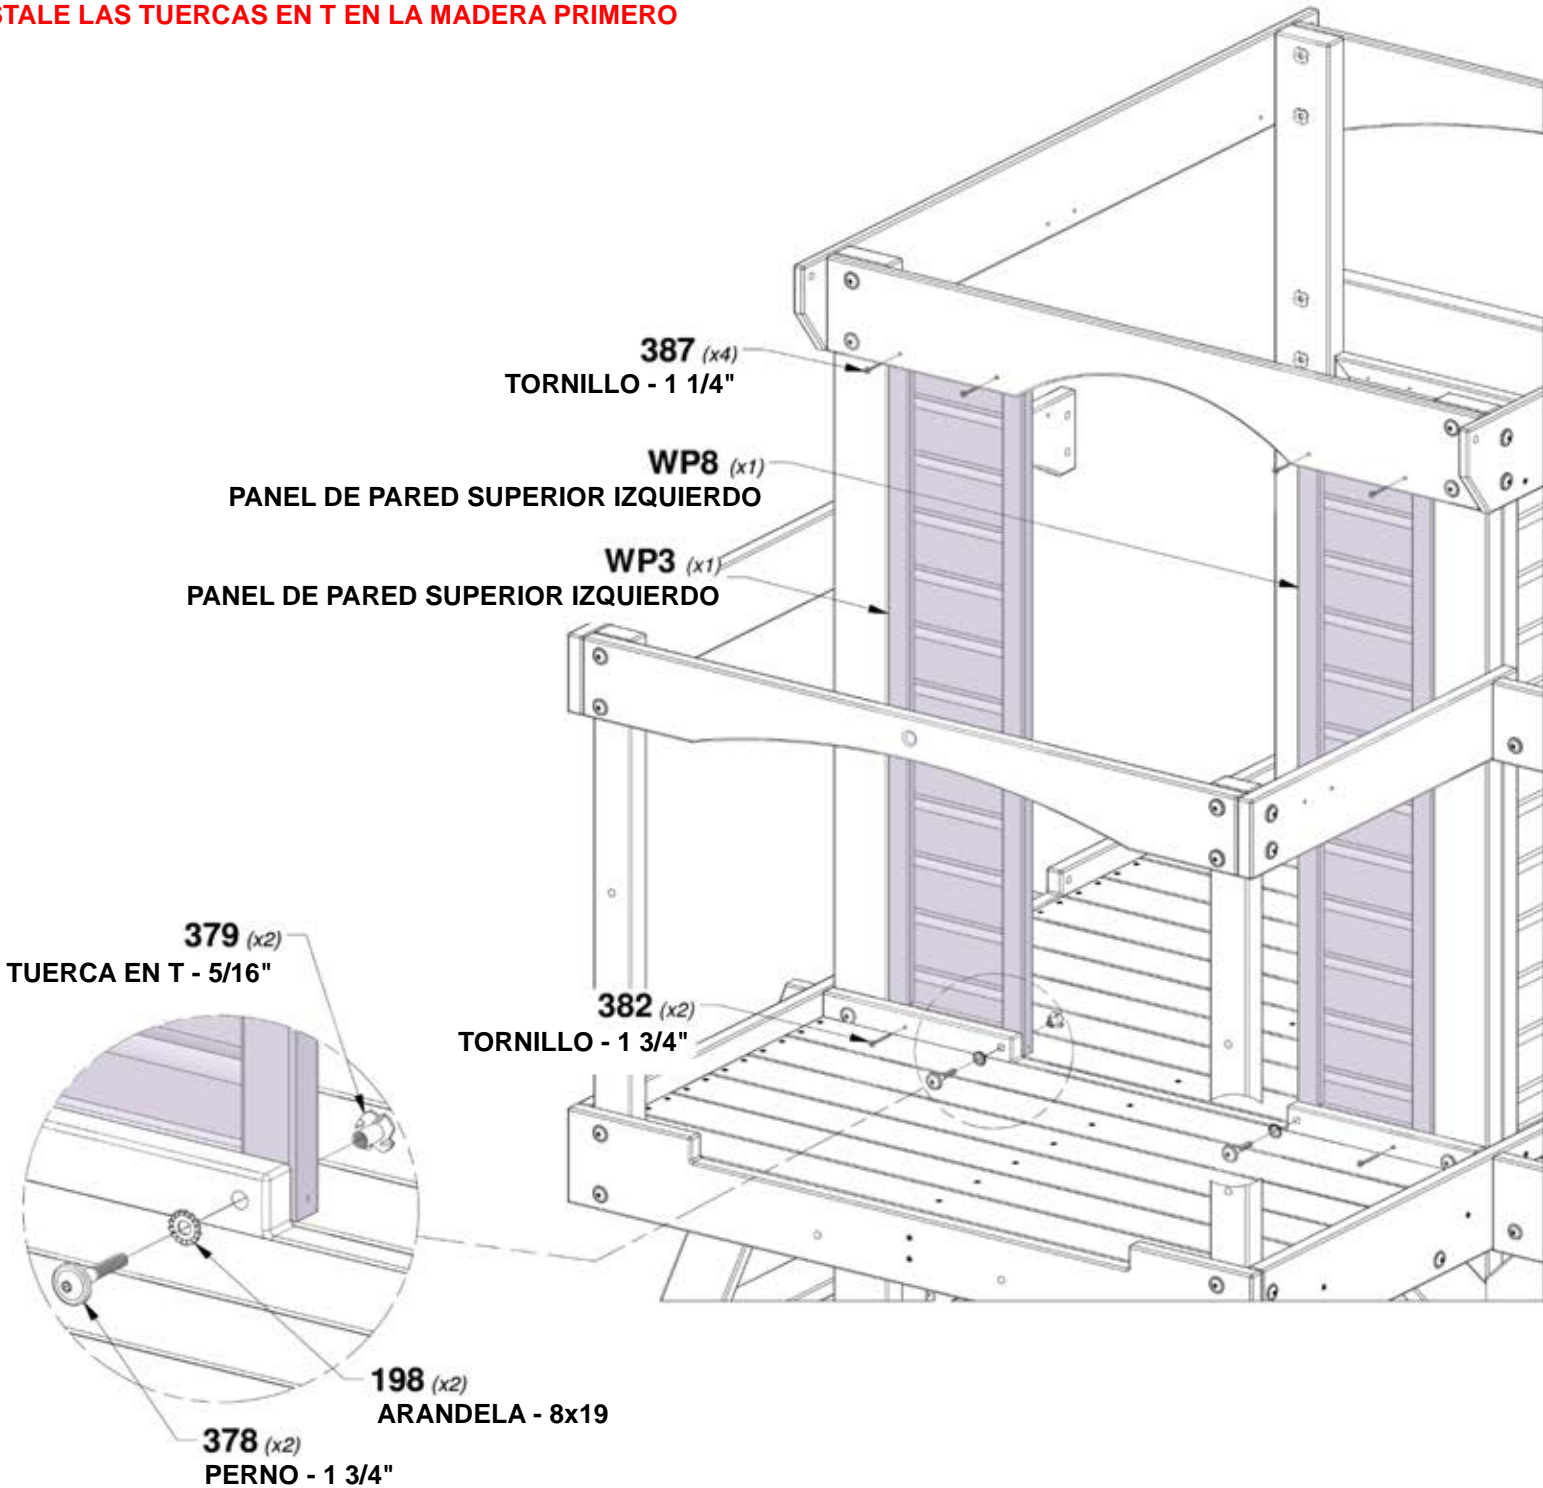 STALE LAS TUERCAS EN T EN LA MADERA PRIMERO
387 (x4)
TORNILLO - 1 1/4"
WP8 (x1)
PANEL DE PARED SUPERIOR IZQUIERDO
WP3 (x1)
PANEL DE PARED SUPERIOR IZQUIERDO
379 (x2)
TUERCA EN T - 5/16"
382 (x2)
TORNILLO - 1 3/4"
198 (x2)
ARANDELA - 8x19
378 (x2)
PERNO - 1 3/4"